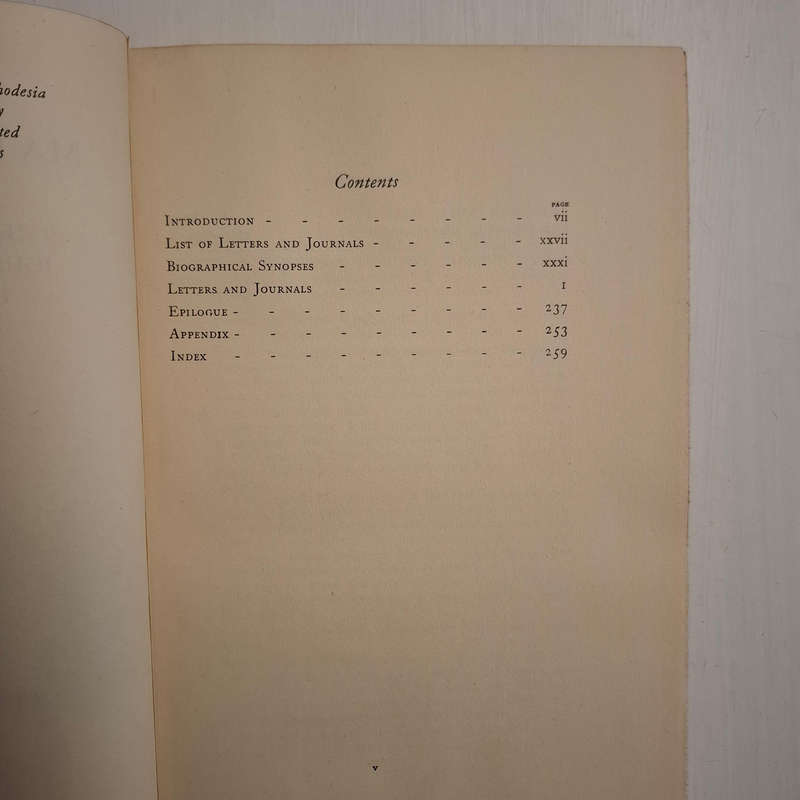 hodesia
ted
s
Contents
PAGE
Introduction - - - - - - - - vii
List of Letters and Journals - - - - - xxvii
Biographical Synopses - - - - - - xxxi
Letters and Journals - - - - - - 1
Epilogue - - - - - - - - - 237
Appendix - - - - - - - - - 253
Index - - - - - - - - - 259
v